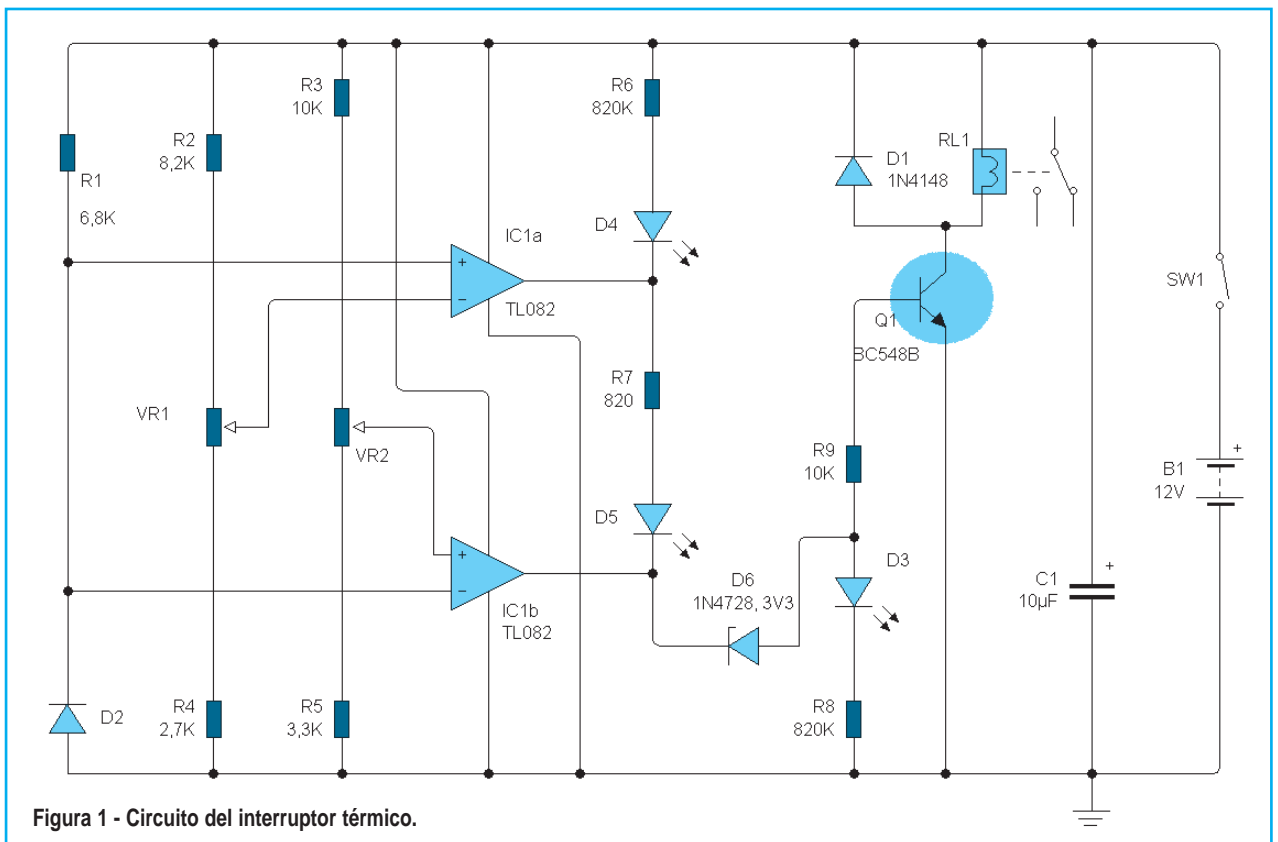 R3
10K
R6
820K
R2
8,2K
R1
6,8K
D1
1N4148
RL1
D4
IC1a
+
−
TL082
SW1
Q1
BC548B
R7
820
VR1
VR2
R9
10K
B1
12V
+
D5
+
−
IC1b
TL082
D6
1N4728, 3V3
D3
C1
10µF
+
D2
R4
2,7K
R5
3,3K
R8
820K
Figura 1 - Circuito del interruptor térmico.